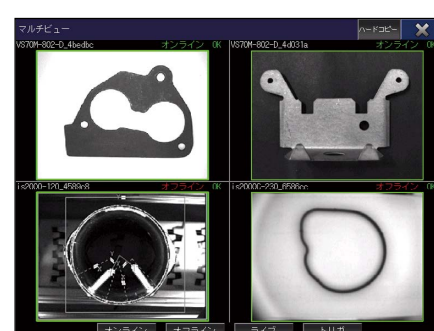 マルチビュー
ハードコピー
VS70M-802-D_4bedbc オンライン OK
VS70M-802-D_4d031a オンライン OK
is2000-120_4589c8 オフライン OK
is2000C-230_6586cc オフライン OK
オンライン
オフライン
ライブ
トリガ